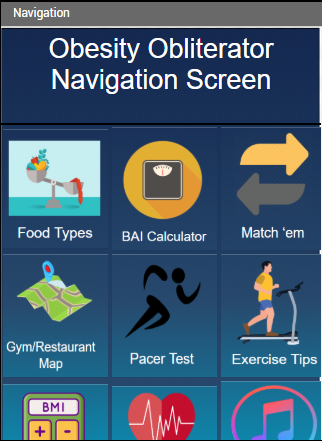 Navigation
Obesity Obliterator
Navigation Screen
Food Types
BAI Calculator
Match ‘em
Gym/Restaurant
Map
Pacer Test
Exercise Tips
BMI
+ -